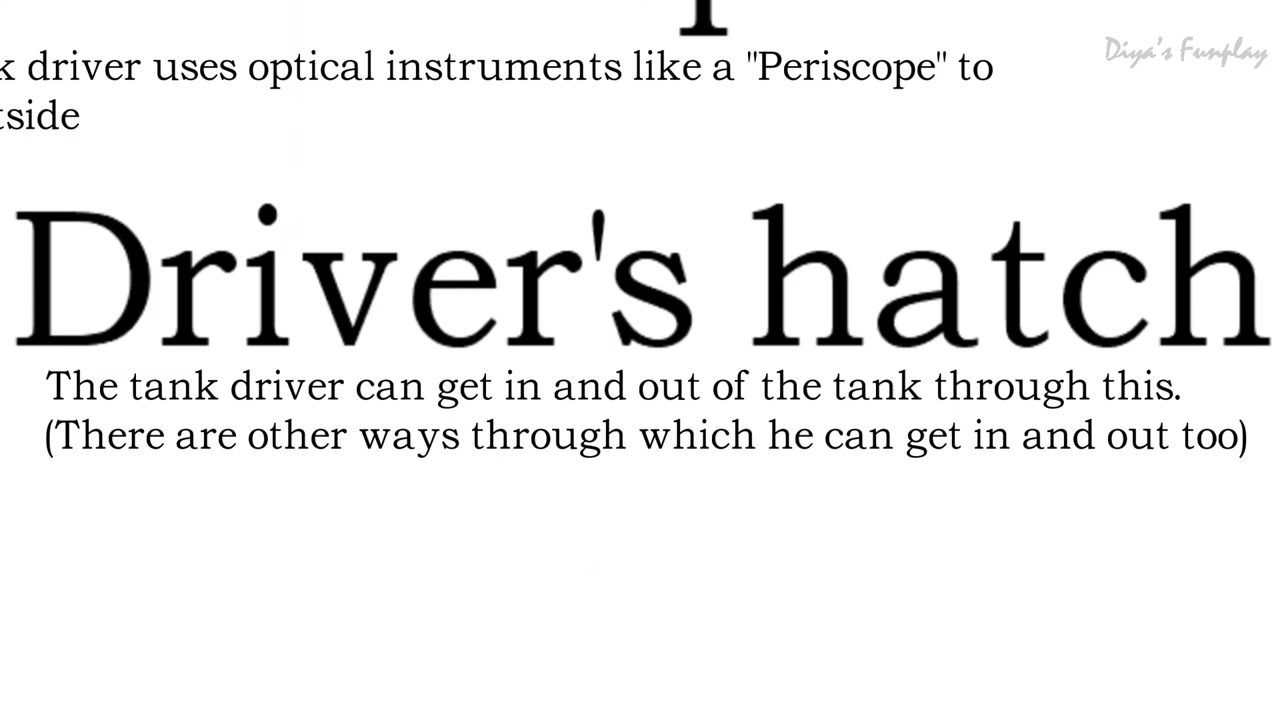 driver uses optical instruments like a "Periscope" to
Diya's Funplay
Driver's hatch
The tank driver can get in and out of the tank through this.
(There are other ways through which he can get in and out too)